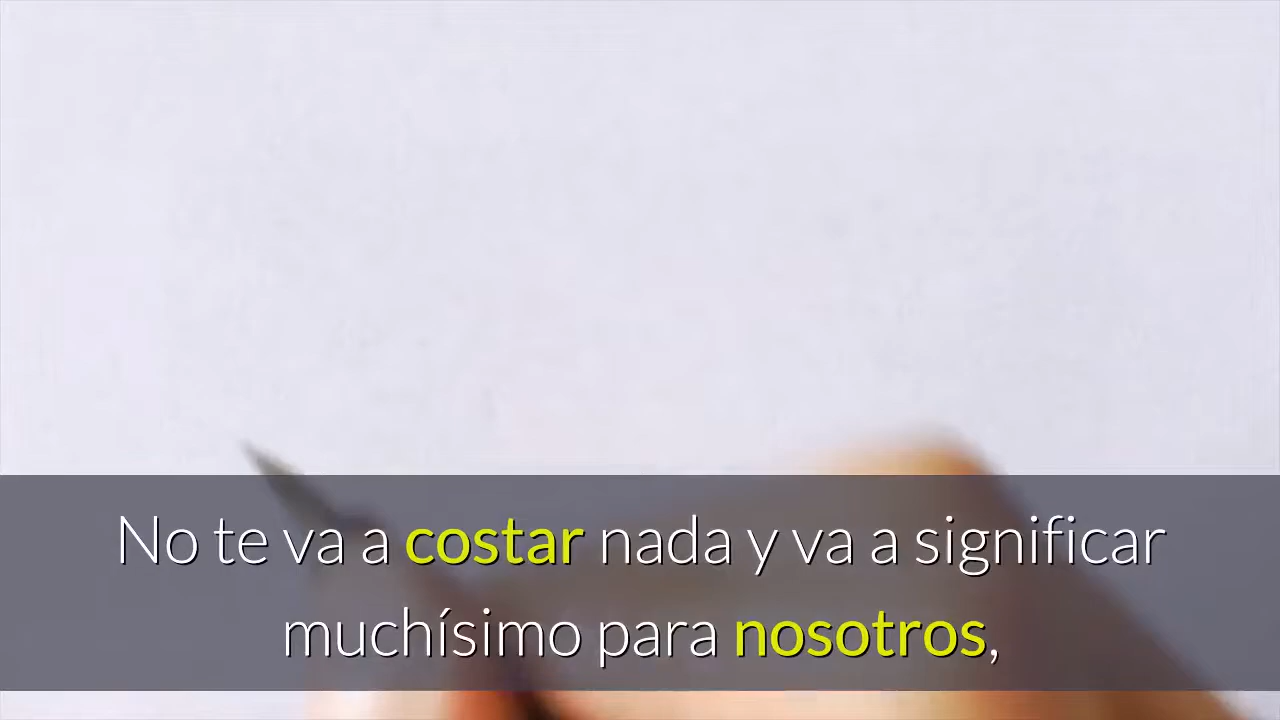 No te va a costar nada y va a significar
muchísimo para nosotros,